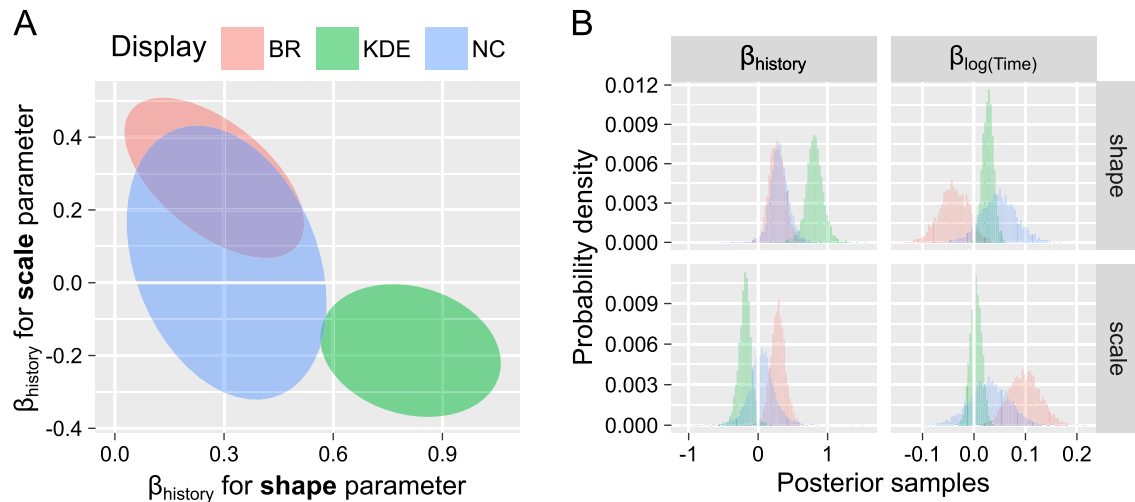 A
Display BR KDE NC
0.4
0.2
0.0
-0.2
-0.4
βhistory for scale parameter
0.0 0.3 0.6 0.9
βhistory for shape parameter
B
βhistory βlog(Time)
0.012
0.009
0.006
0.003
0.000
shape
Probability density
0.009
0.006
0.003
0.000
scale
-1 0 1 -0.1 0.0 0.1 0.2
Posterior samples